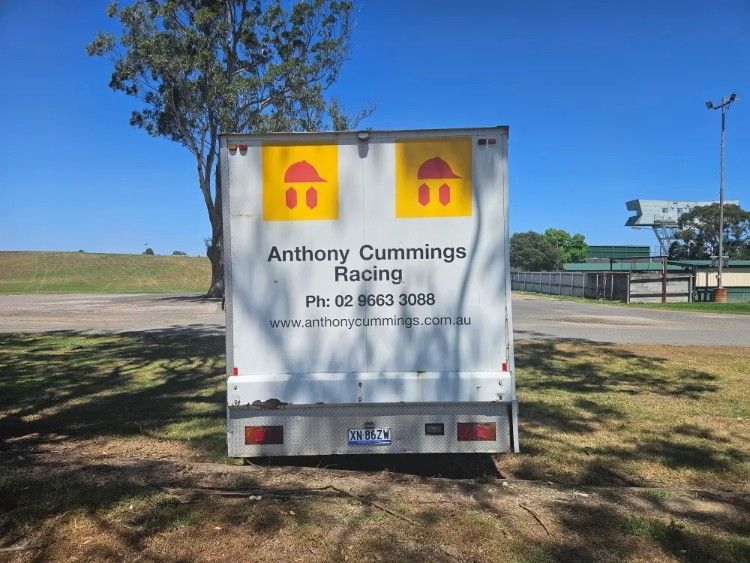 Anthony Cummings
Racing
Ph: 02 9663 3088
www.anthonycummings.com.au
XN 86ZW